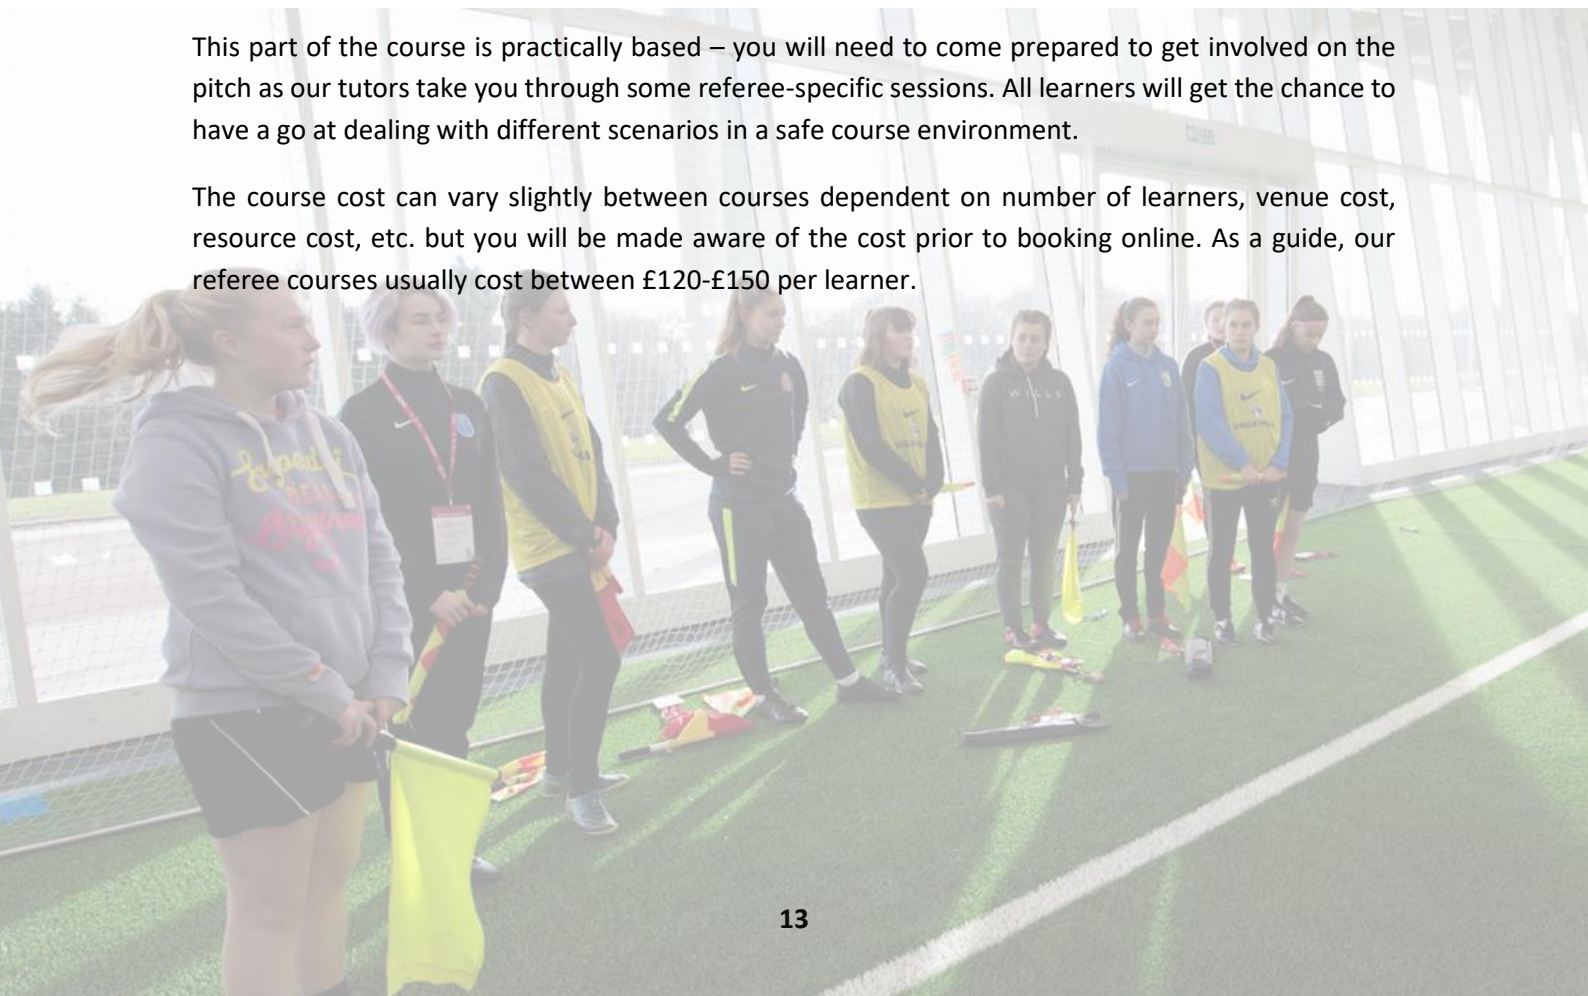 This part of the course is practically based – you will need to come prepared to get involved on the
pitch as our tutors take you through some referee-specific sessions. All learners will get the chance to
have a go at dealing with different scenarios in a safe course environment.
The course cost can vary slightly between courses dependent on number of learners, venue cost,
resource cost, etc. but you will be made aware of the cost prior to booking online. As a guide, our
referee courses usually cost between £120-£150 per learner.
WILLS
13